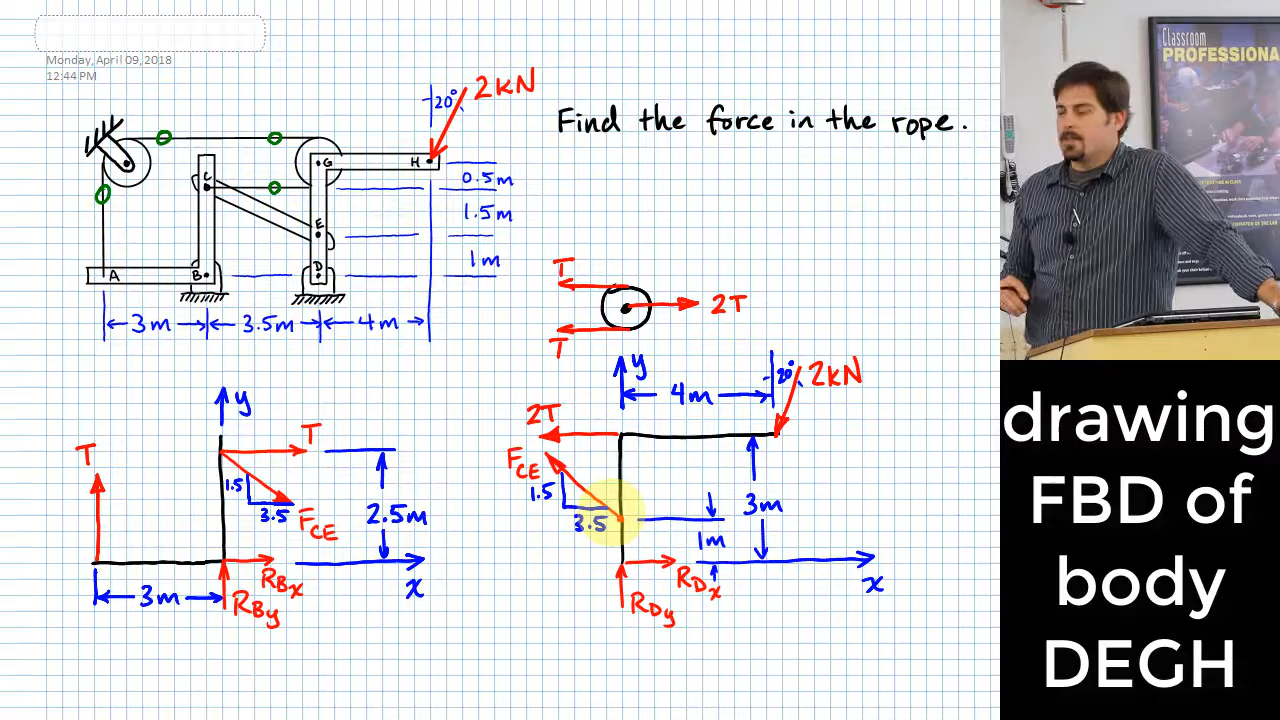 Monday, April 09, 2018
12:44 PM
20°
2KN
Find the force in the rope.
G
H
C
0.5m
1.5m
E
1m
A
B
D
3m
3.5m
4m
T
2T
T
y
4m
20°
2KN
y
T
T
2T
FCE
1.5
3.5
FCE
2.5m
1.5
3.5
3m
1m
RBx
x
3m
RBy
RDx
x
RDy
Classroom
PROFESSIONA
drawing
FBD of
body
DEGH